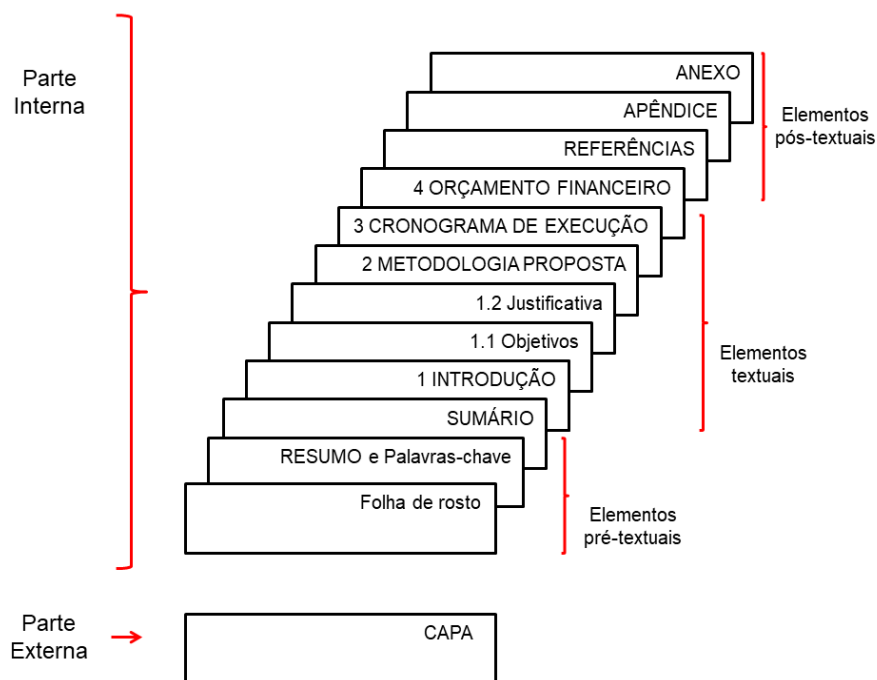 Parte
Interna
ANEXO
APÊNDICE
REFERÊNCIAS
4 ORÇAMENTO FINANCEIRO
3 CRONOGRAMA DE EXECUÇÃO
2 METODOLOGIA PROPOSTA
1.2 Justificativa
1.1 Objetivos
1 INTRODUÇÃO
SUMÁRIO
RESUMO e Palavras-chave
Folha de rosto
Elementos
pós-textuais
Elementos
textuais
Elementos
pré-textuais
Parte
Externa
CAPA